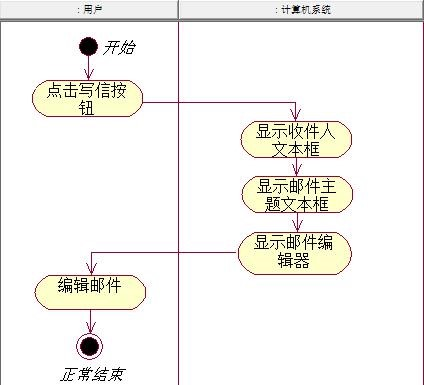 : 用户
: 计算机系统
开始
点击写信按
钮
显示收件人
文本框
显示邮件主
题文本框
显示邮件编
辑器
编辑邮件
正常结束